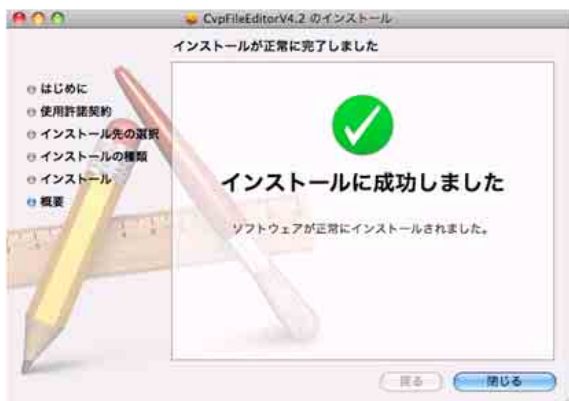 CvpFileEditorV4.2 のインストール
インストールが正常に完了しました
はじめに
使用許諾契約
インストール先の選択
インストールの種類
インストール
概要
インストールに成功しました
ソフトウェアが正常にインストールされました。
戻る
閉じる